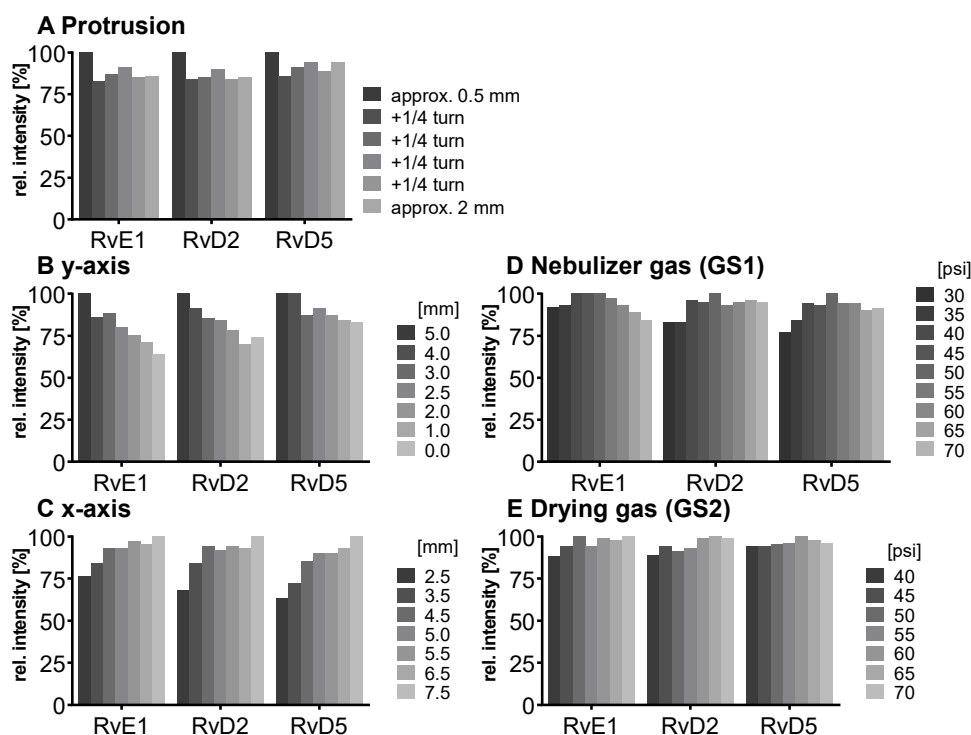 A Protrusion
rel. intensity [%]
100
75
50
25
0
RvE1 RvD2 RvD5
approx. 0.5 mm
+1/4 turn
+1/4 turn
+1/4 turn
+1/4 turn
approx. 2 mm
B y-axis
rel. intensity [%]
100
75
50
25
0
RvE1 RvD2 RvD5
[mm]
5.0
4.0
3.0
2.5
2.0
1.0
0.0
D Nebulizer gas (GS1)
rel. intensity [%]
100
75
50
25
0
RvE1 RvD2 RvD5
[psi]
30
35
40
45
50
55
60
65
70
C x-axis
rel. intensity [%]
100
75
50
25
0
RvE1 RvD2 RvD5
[mm]
2.5
3.5
4.5
5.0
5.5
6.5
7.5
E Drying gas (GS2)
rel. intensity [%]
100
75
50
25
0
RvE1 RvD2 RvD5
[psi]
40
45
50
55
60
65
70